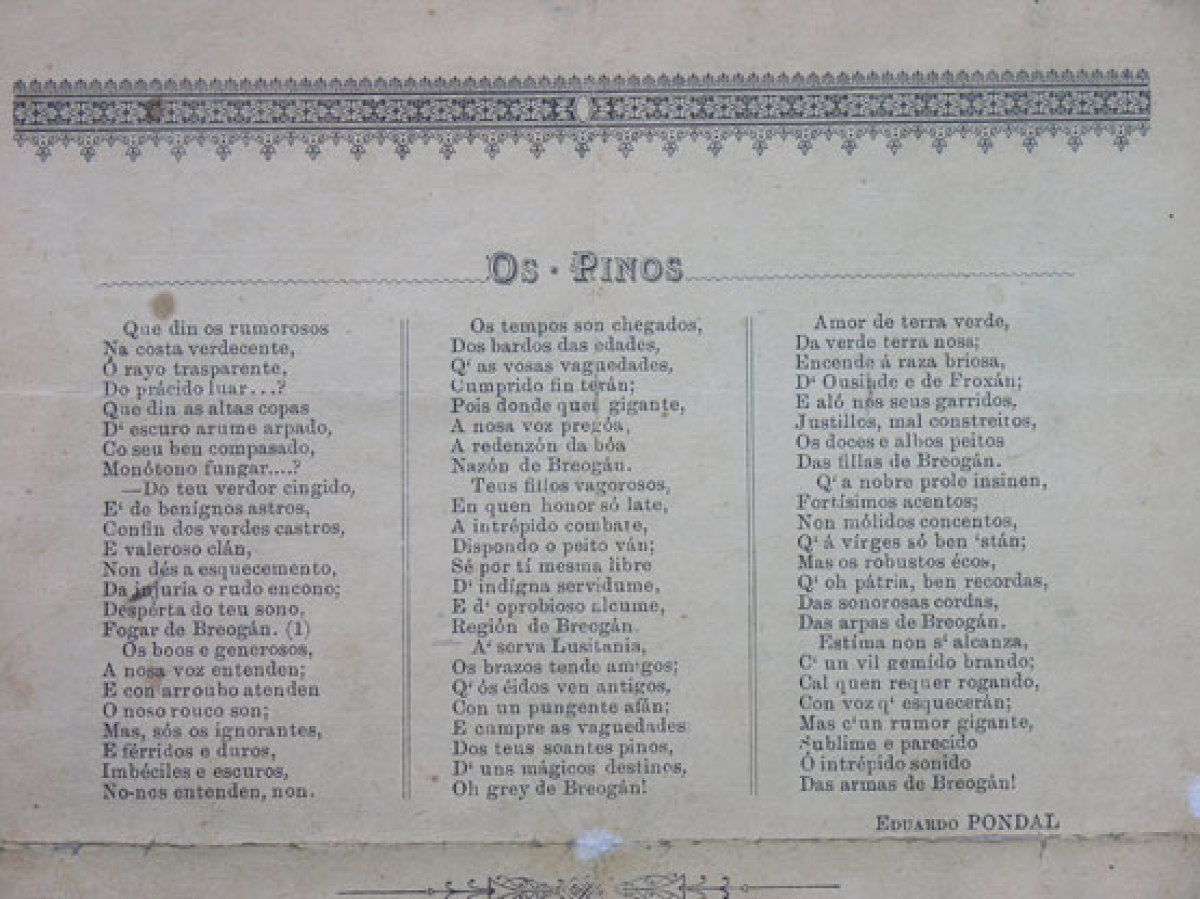 Os · Pinos
Que din os rumorosos
Na costa verdecente,
Ó rayo trasparente,
Do prácido luar...?
Que din as altas copas
D‘ escuro arume arpado,
Co seu ben compasado,
Monótono fungar....?
—Do teu verdor cingido,
E‘ de benignos astros,
Confin dos verdes castros,
E valeroso clán,
Non dés a esquecemento,
Da injuria o rudo encono;
Despérta do teu sono,
Fogar de Breogán. (1)
Os boos e generosos,
A nosa voz entenden;
E con arroubo atenden
O noso rouco son;
Mas, sós os ignorantes,
E férridos e duros,
Imbéciles e escuros,
No-nos entenden, non.
Os tempos son chegados,
Dos bardos das edades,
Q‘ as vosas vaguedades,
Cumprido fin terán;
Pois donde quer gigante,
A nosa voz pregóa,
A redenzón da bóa
Nazón de Breogán.
Teus fillos vagorosos,
En quen honor só late,
A intrépido combate,
Dispondo o peito ván;
Sé por tí mesma libre
D‘ indígna servidume,
E d‘ oprobioso alcume,
Región de Breogán.
A‘ serva Lusitania,
Os brazos tende amigos;
Q‘ ós éidos ven antigos,
Con un pungente afán;
E cumpre as vaguedades
Dos teus soantes pinos,
D‘ uns mágicos destinos,
Oh grey de Breogán!
Amor de terra verde,
Da verde terra nosa;
Encende á raza briosa,
D‘ Ousinde e de Froxán;
E aló nos seus garridos,
Justillos, mal constreitos,
Os doces e albos peitos
Das fillas de Breogán.
Q‘ a nobre prole insinen,
Fortísimos acentos;
Non mólidos concentos,
Q‘ á vírges só ben ‘stán;
Mas os robustos écos,
Q‘ oh pátria, ben recordas,
Das sonorosas cordas,
Das arpas de Breogán.
Estíma non s‘ alcanza,
C‘ un vil gemído brando;
Cal quen requer rogando,
Con voz q‘ esquecerán;
Mas c‘un rumor gigante,
Sublime e parecido
Ó intrépido sonido
Das armas de Breogán!
Eduardo PONDAL